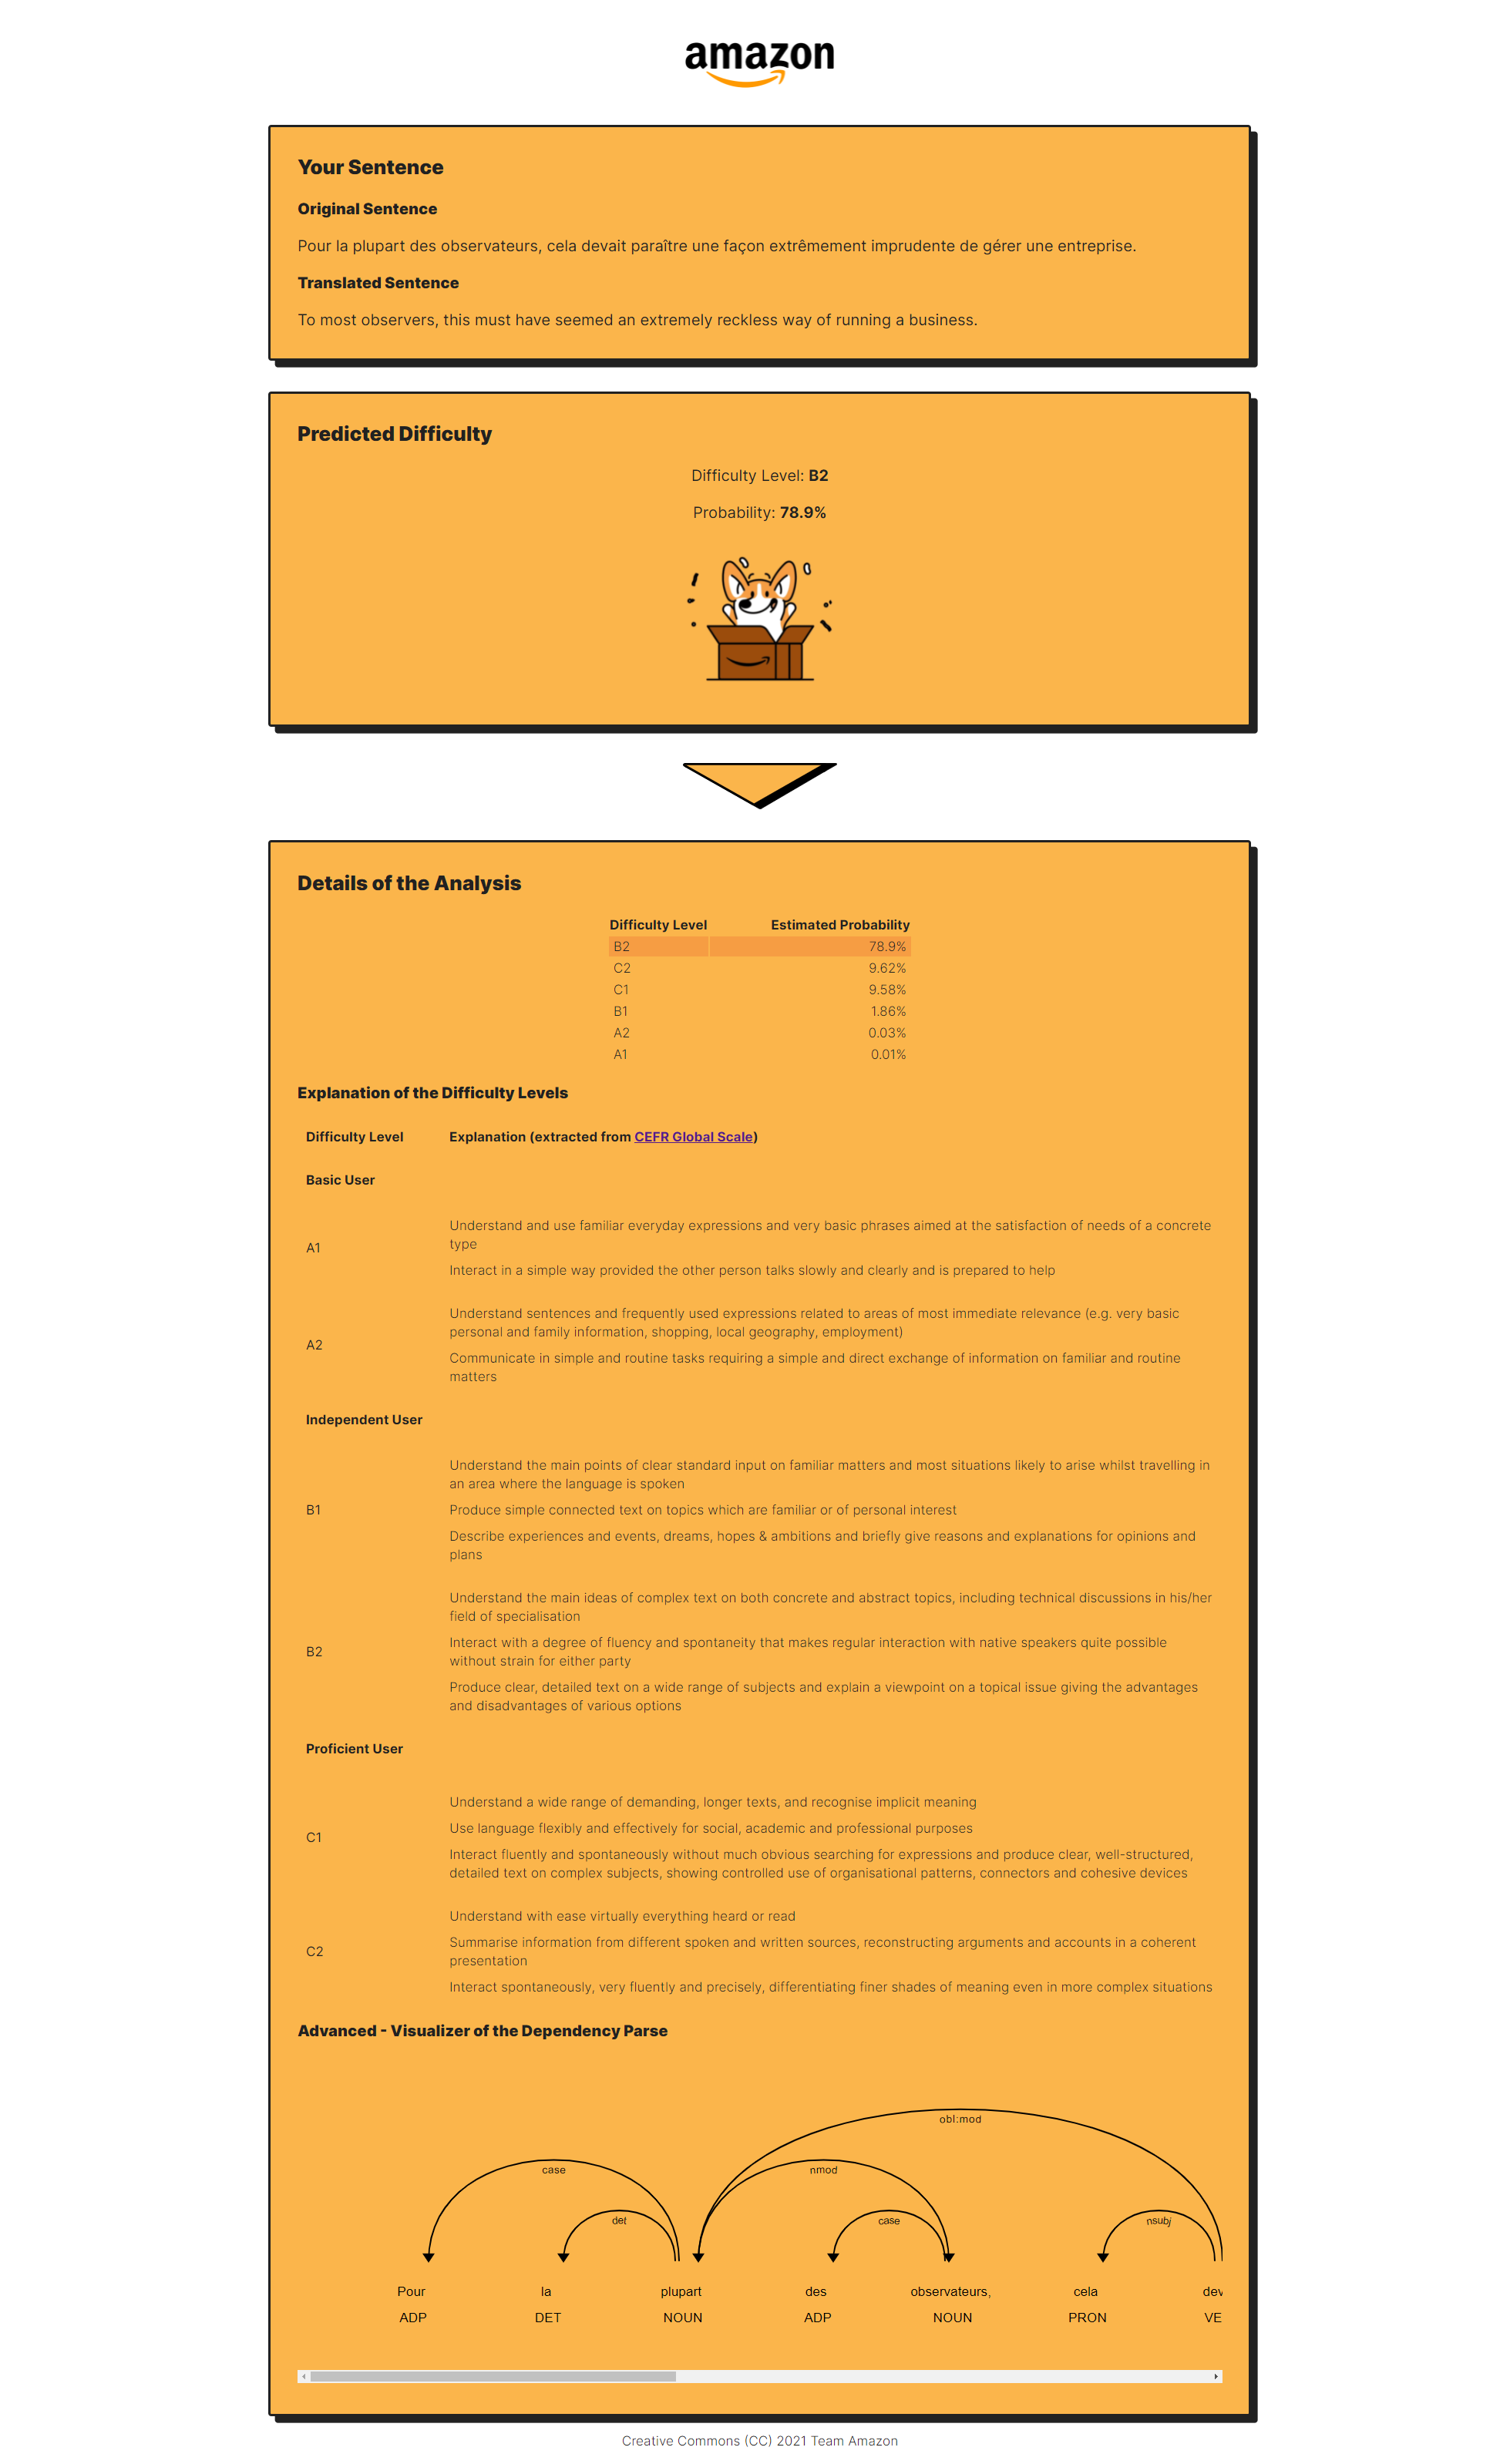 amazon
Your Sentence
Original Sentence
Pour la plupart des observateurs, cela devait paraître une façon extrêmement imprudente de gérer une entreprise.
Translated Sentence
To most observers, this must have seemed an extremely reckless way of running a business.
Predicted Difficulty
Difficulty Level: B2
Probability: 78.9%
Details of the Analysis
Difficulty Level Estimated Probability
B2 78.9%
C2 9.62%
C1 9.58%
B1 1.86%
A2 0.03%
A1 0.01%
Explanation of the Difficulty Levels
Difficulty Level Explanation (extracted from CEFR Global Scale)
Basic User
Understand and use familiar everyday expressions and very basic phrases aimed at the satisfaction of needs of a concrete
type
A1
Interact in a simple way provided the other person talks slowly and clearly and is prepared to help
Understand sentences and frequently used expressions related to areas of most immediate relevance (e.g. very basic
personal and family information, shopping, local geography, employment)
A2
Communicate in simple and routine tasks requiring a simple and direct exchange of information on familiar and routine
matters
Independent User
Understand the main points of clear standard input on familiar matters and most situations likely to arise whilst travelling in
an area where the language is spoken
B1 Produce simple connected text on topics which are familiar or of personal interest
Describe experiences and events, dreams, hopes & ambitions and briefly give reasons and explanations for opinions and
plans
Understand the main ideas of complex text on both concrete and abstract topics, including technical discussions in his/her
field of specialisation
B2 Interact with a degree of fluency and spontaneity that makes regular interaction with native speakers quite possible
without strain for either party
Produce clear, detailed text on a wide range of subjects and explain a viewpoint on a topical issue giving the advantages
and disadvantages of various options
Proficient User
Understand a wide range of demanding, longer texts, and recognise implicit meaning
C1 Use language flexibly and effectively for social, academic and professional purposes
Interact fluently and spontaneously without much obvious searching for expressions and produce clear, well-structured,
detailed text on complex subjects, showing controlled use of organisational patterns, connectors and cohesive devices
Understand with ease virtually everything heard or read
C2 Summarise information from different spoken and written sources, reconstructing arguments and accounts in a coherent
presentation
Interact spontaneously, very fluently and precisely, differentiating finer shades of meaning even in more complex situations
Advanced - Visualizer of the Dependency Parse
obl:mod
case nmod
det case nsubj
Pour la plupart des observateurs, cela dev
ADP DET NOUN ADP NOUN PRON VE
Creative Commons (CC) 2021 Team Amazon